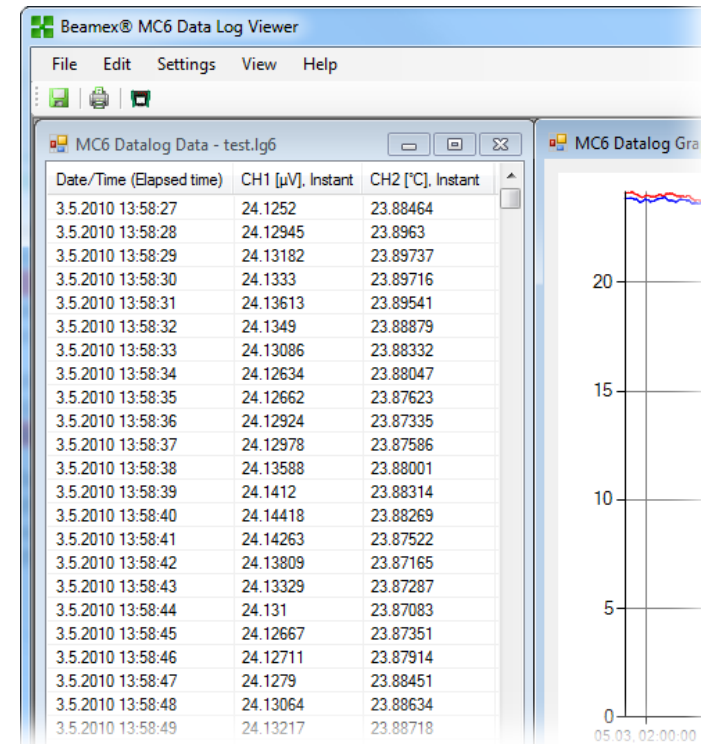 Beamex® MC6 Data Log Viewer
File Edit Settings View Help
MC6 Datalog Data - test.lg6
Date/Time (Elapsed time) CH1 [µV], Instant CH2 [°C], Instant
3.5.2010 13:58:27 24.1252 23.88464
3.5.2010 13:58:28 24.12945 23.8963
3.5.2010 13:58:29 24.13182 23.89737
3.5.2010 13:58:30 24.1333 23.89716
3.5.2010 13:58:31 24.13613 23.89541
3.5.2010 13:58:32 24.1349 23.88879
3.5.2010 13:58:33 24.13086 23.88332
3.5.2010 13:58:34 24.12634 23.88047
3.5.2010 13:58:35 24.12662 23.87623
3.5.2010 13:58:36 24.12924 23.87335
3.5.2010 13:58:37 24.12978 23.87586
3.5.2010 13:58:38 24.13588 23.88001
3.5.2010 13:58:39 24.1412 23.88314
3.5.2010 13:58:40 24.14418 23.88269
3.5.2010 13:58:41 24.14263 23.87522
3.5.2010 13:58:42 24.13809 23.87165
3.5.2010 13:58:43 24.13329 23.87287
3.5.2010 13:58:44 24.131 23.87083
3.5.2010 13:58:45 24.12667 23.87351
3.5.2010 13:58:46 24.12711 23.87914
3.5.2010 13:58:47 24.1279 23.88451
3.5.2010 13:58:48 24.13064 23.88634
3.5.2010 13:58:49 24.13217 23.88718
MC6 Datalog Gra
20
15
10
5
0
05.03, 02:00:00